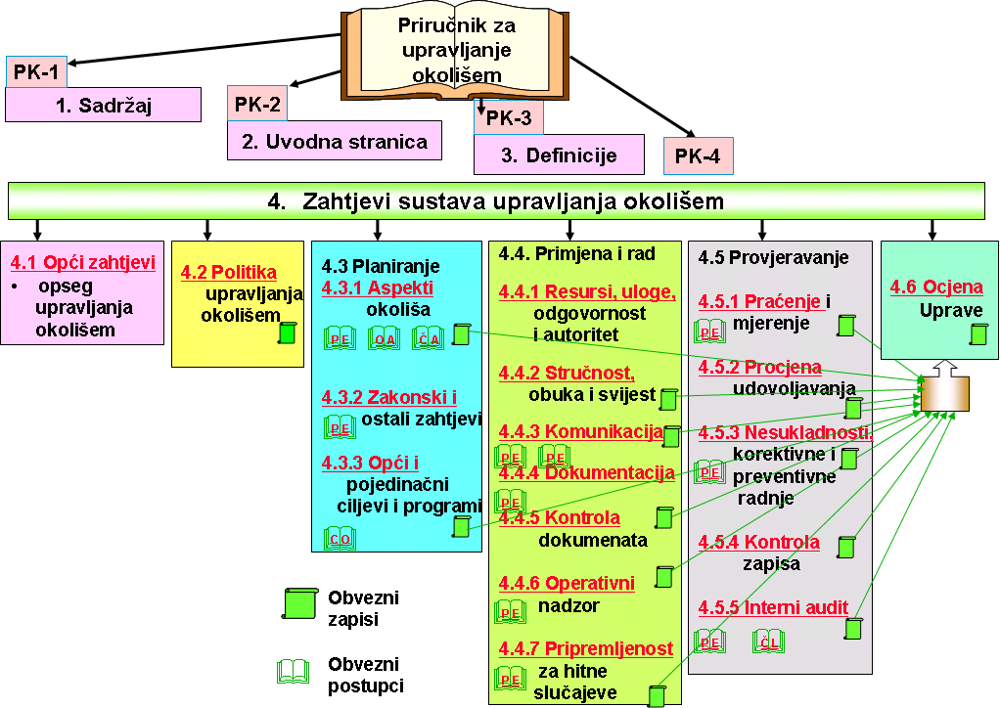 Priručnik za
upravljanje
okolišem
PK-1
1. Sadržaj
PK-2
2. Uvodna stranica
PK-3
3. Definicije
PK-4
4. Zahtjevi sustava upravljanja okolišem
4.1 Opći zahtjevi
• opseg
upravljanja
okolišem
4.2 Politika
upravljanja
okolišem
4.3 Planiranje
4.3.1 Aspekti
okoliša
PE OA ČA
4.3.2 Zakonski i
ostali zahtjevi
PE
4.3.3 Opći i
pojedinačni
ciljevi i programi
CO
4.4. Primjena i rad
4.4.1 Resursi, uloge,
odgovornost
i autoritet
4.4.2 Stručnost,
obuka i svijest
4.4.3 Komunikacija
PE PE
4.4.4 Dokumentacija
PE
4.4.5 Kontrola
dokumenata
4.4.6 Operativni
nadzor
PE
4.4.7 Pripremljenost
za hitne
slučajeve
PE
4.5 Provjeravanje
4.5.1 Praćenje i
mjerenje
PE
4.5.2 Procjena
udovoljavanja
4.5.3 Nesukladnosti,
korektivne i
preventivne
radnje
PE
4.5.4 Kontrola
zapisa
4.5.5 Interni audit
PE ČL
4.6 Ocjena
Uprave
Obvezni
zapisi
Obvezni
postupci